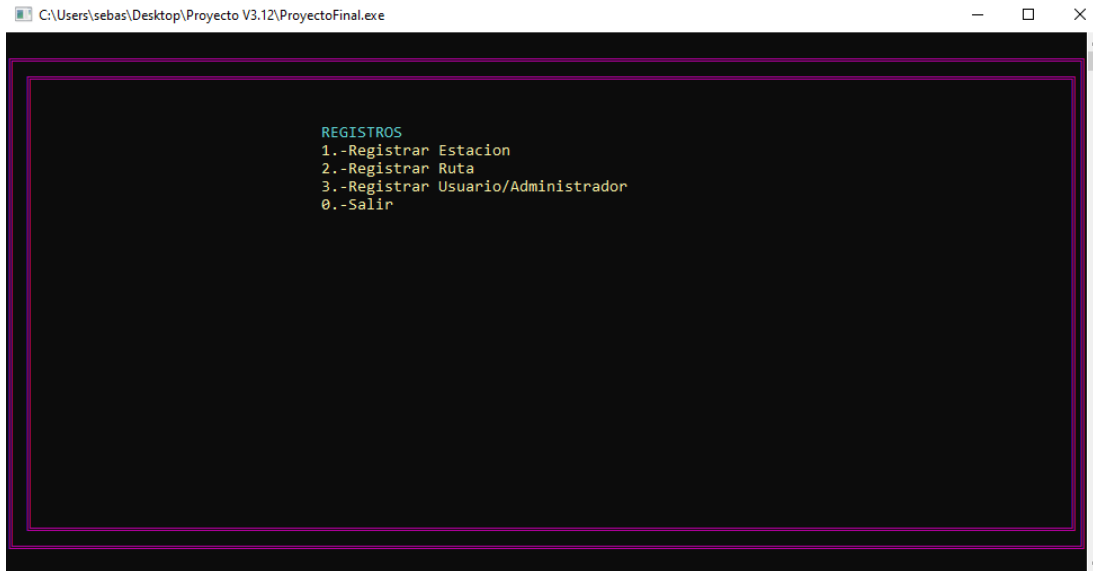 C:\Users\sebas\Desktop\Proyecto V3.12\ProyectoFinal.exe
REGISTROS
1.-Registrar Estacion
2.-Registrar Ruta
3.-Registrar Usuario/Administrador
0.-Salir